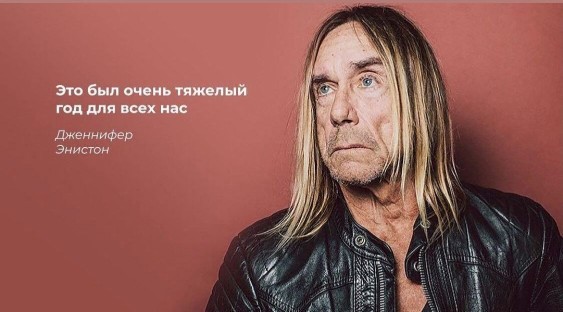 Это был очень тяжелый
год для всех нас
Дженнифер
Энистон